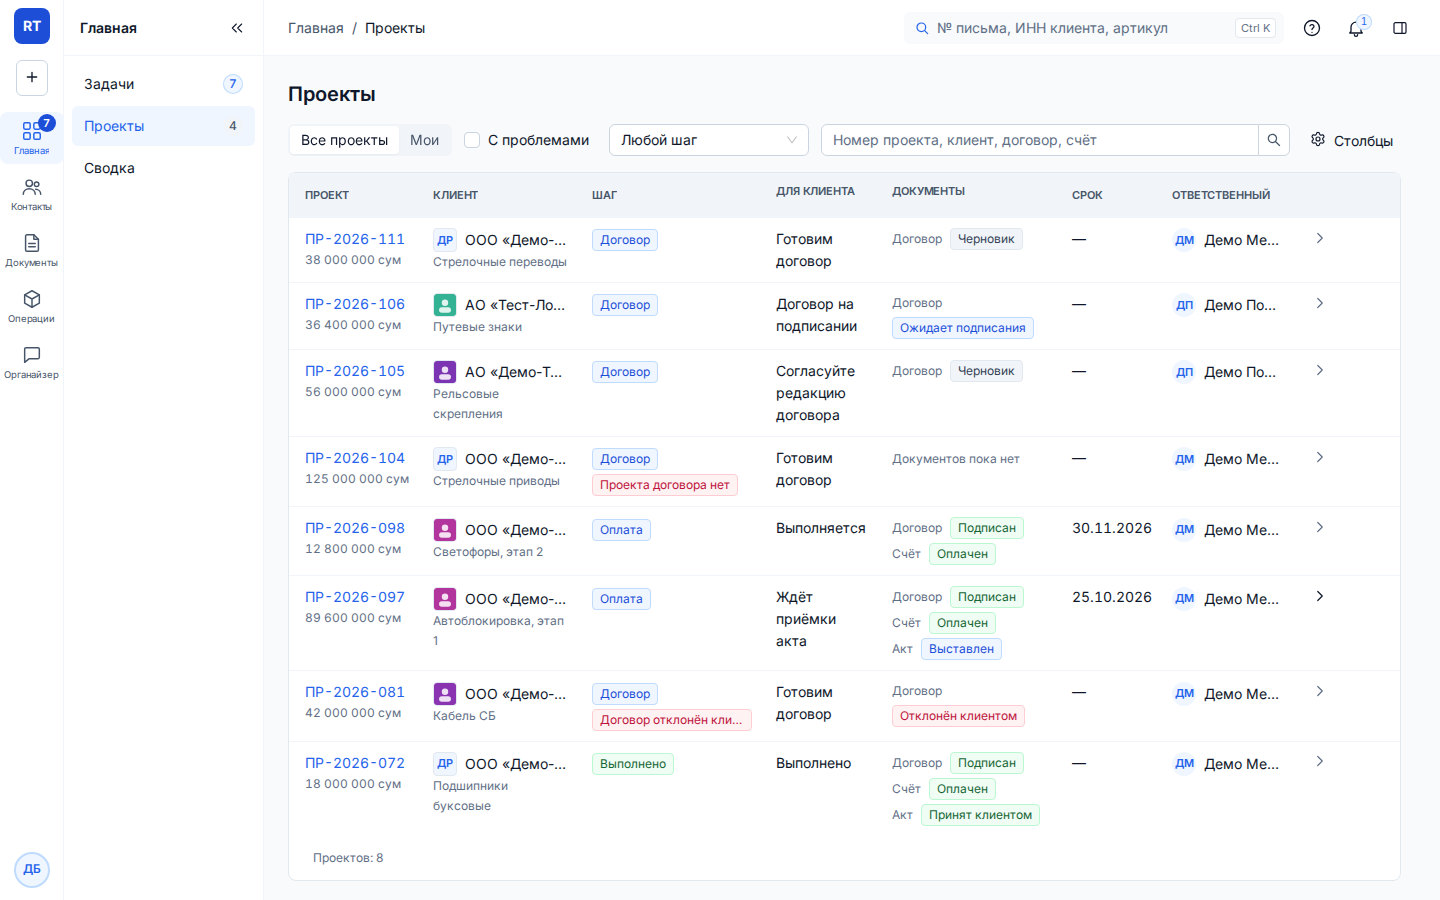 RT
Главная
Главная / Проекты
№ письма, ИНН клиента, артикул
Ctrl K
1
7
Главная
Контакты
Документы
Операции
Органайзер
ДБ
Задачи 7
Проекты 4
Сводка
Проекты
Все проекты Мои
С проблемами
Любой шаг
Номер проекта, клиент, договор, счёт
Столбцы
ПРОЕКТ КЛИЕНТ ШАГ ДЛЯ КЛИЕНТА ДОКУМЕНТЫ СРОК ОТВЕТСТВЕННЫЙ
ПР-2026-111 ДР ООО «Демо-... Договор Готовим Договор Черновик — ДМ Демо Ме...
38 000 000 сум Стрелочные переводы договор
ПР-2026-106 АО «Тест-Ло... Договор Договор на Договор — ДП Демо По...
36 400 000 сум Путевые знаки подписании Ожидает подписания
ПР-2026-105 АО «Демо-Т... Договор Согласуйте Договор Черновик — ДП Демо По...
56 000 000 сум Рельсовые редакцию
скрепления договора
ПР-2026-104 ДР ООО «Демо-... Договор Готовим Документов пока нет — ДМ Демо Ме...
125 000 000 сум Стрелочные приводы Проекта договора нет договор
ПР-2026-098 ООО «Демо-... Оплата Выполняется Договор Подписан 30.11.2026 ДМ Демо Ме...
12 800 000 сум Светофоры, этап 2 Счёт Оплачен
ПР-2026-097 ООО «Демо-... Оплата Ждёт Договор Подписан 25.10.2026 ДМ Демо Ме...
89 600 000 сум Автоблокировка, этап приёмки Счёт Оплачен
1 акта Акт Выставлен
ПР-2026-081 ООО «Демо-... Договор Готовим Договор — ДМ Демо Ме...
42 000 000 сум Кабель СБ Договор отклонён кли... договор Отклонён клиентом
ПР-2026-072 ДР ООО «Демо-... Выполнено Выполнено Договор Подписан — ДМ Демо Ме...
18 000 000 сум Подшипники Счёт Оплачен
буксовые Акт Принят клиентом
Проектов: 8